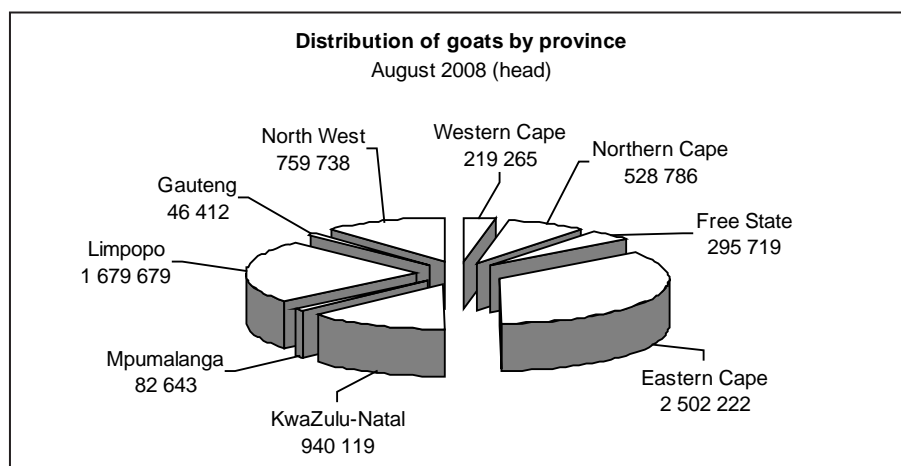 Distribution of goats by province
August 2008 (head)
North West
759 738
Western Cape
219 265
Northern Cape
528 786
Gauteng
46 412
Free State
295 719
Limpopo
1 679 679
Mpumalanga
82 643
Eastern Cape
2 502 222
KwaZulu-Natal
940 119